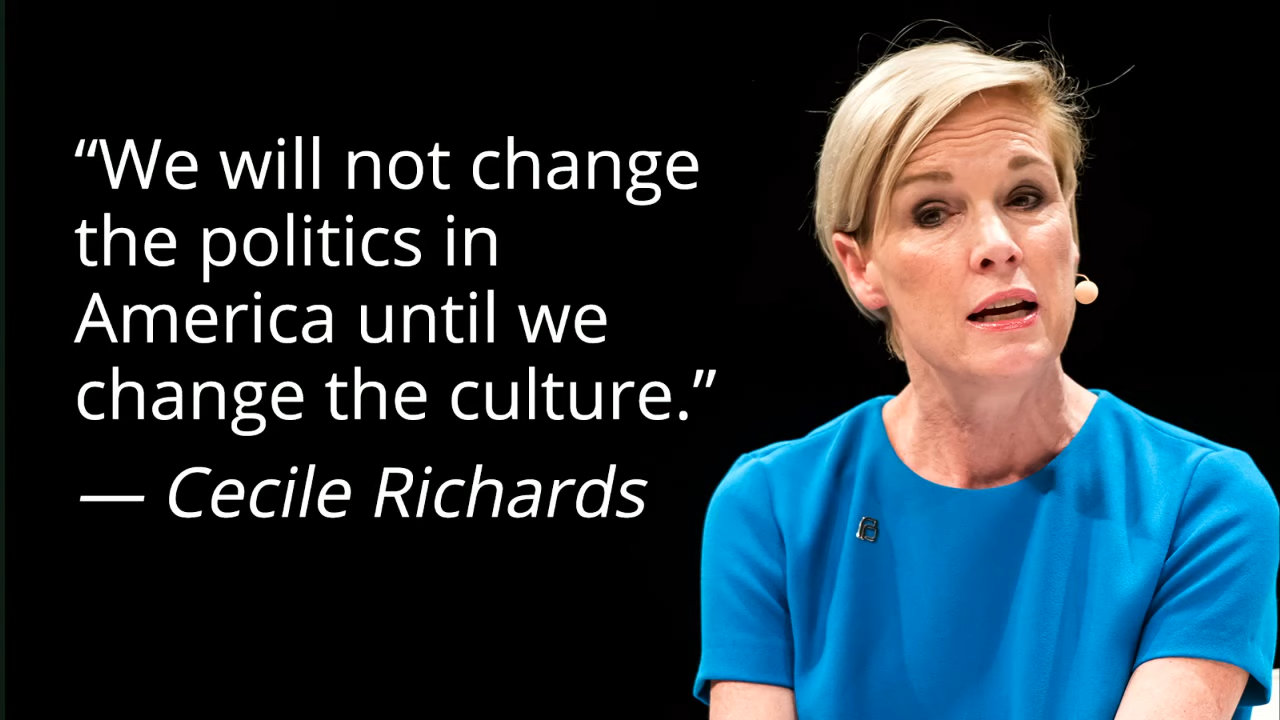 “We will not change
the politics in
America until we
change the culture.”
— Cecile Richards